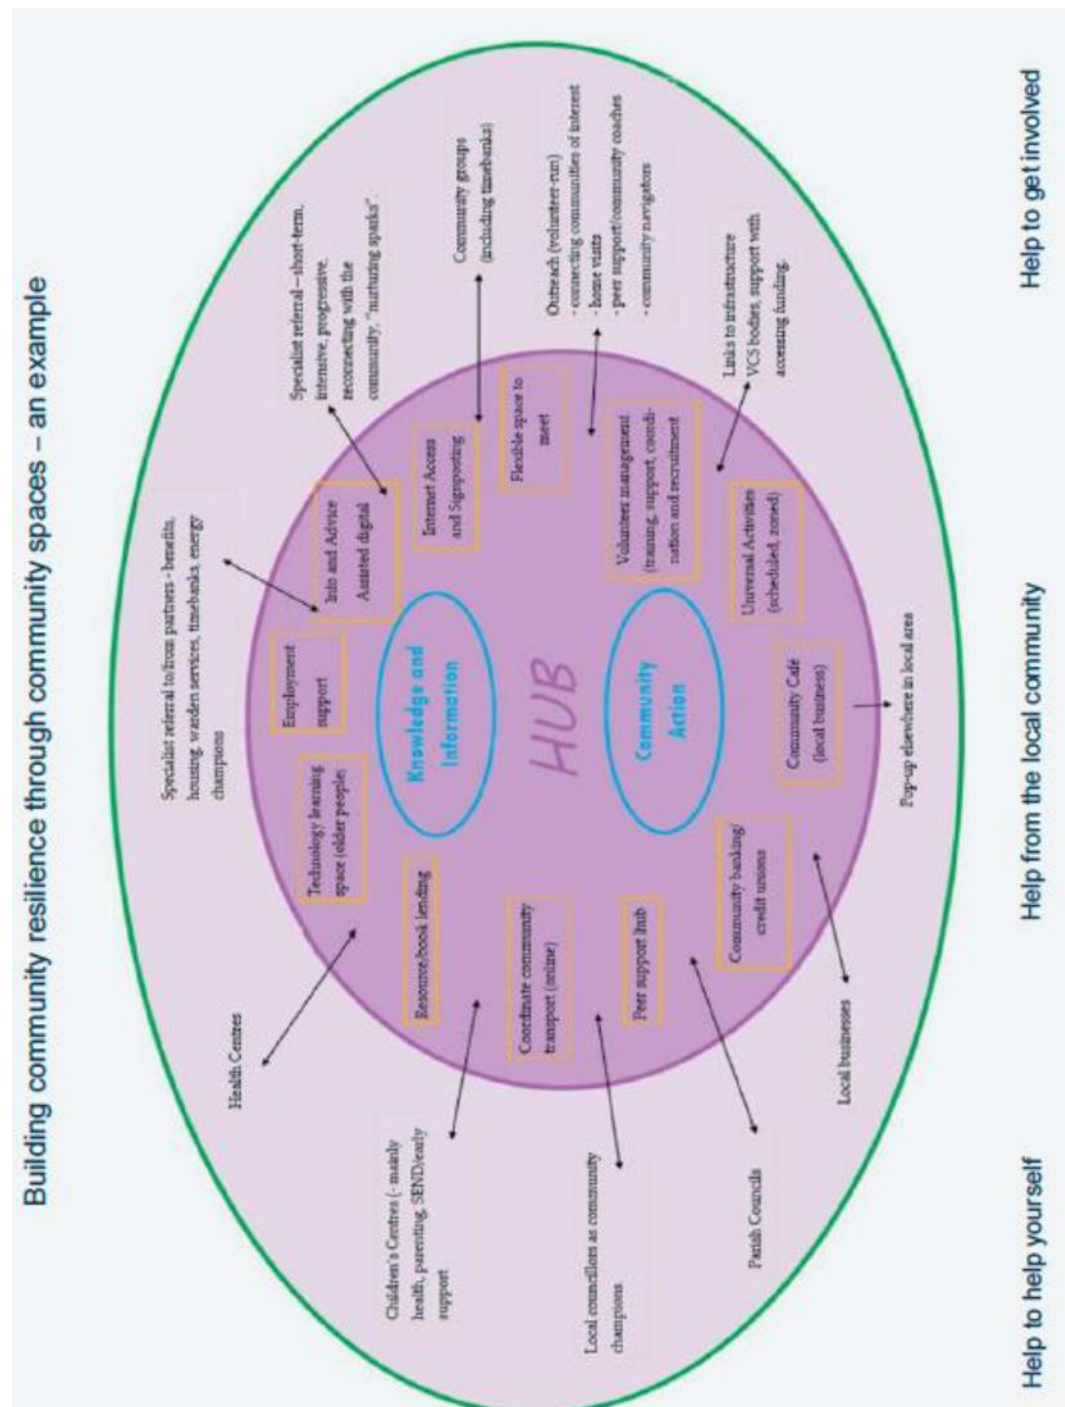 Building community resilience through community spaces – an example
Specialist referral to/from partners - benefits,
housing, warden services, timebanks, energy
champions
Specialist referral – short-term,
intensive, progressive,
reconnecting with the
community, "nurturing sparks".
Health Centres
Employment
support
Info and Advice
Assisted digital
Technology learning
space (older people)
Community groups
(including timebanks)
Internet Access
and Signposting
Knowledge and
Information
Resource/book lending
Children's Centres (- mainly
health, parenting, SEND/early
support
Flexible space to
meet
Outreach (volunteer-run)
- connecting communities of interest
- home visits
- peer support/community coaches
- community navigators
HUB
Coordinate community
transport (online)
Volunteer management
(training, support, coordi-
nation and recruitment
Community
Action
Peer support hub
Local councillors as community
champions
Links to infrastructure
VCS bodies, support with
accessing funding.
Universal Activities
(scheduled, zoned)
Community banking/
credit unions
Community Café
(local business)
Parish Councils
Local businesses
Pop-up elsewhere in local area
Help to help yourself
Help from the local community
Help to get involved